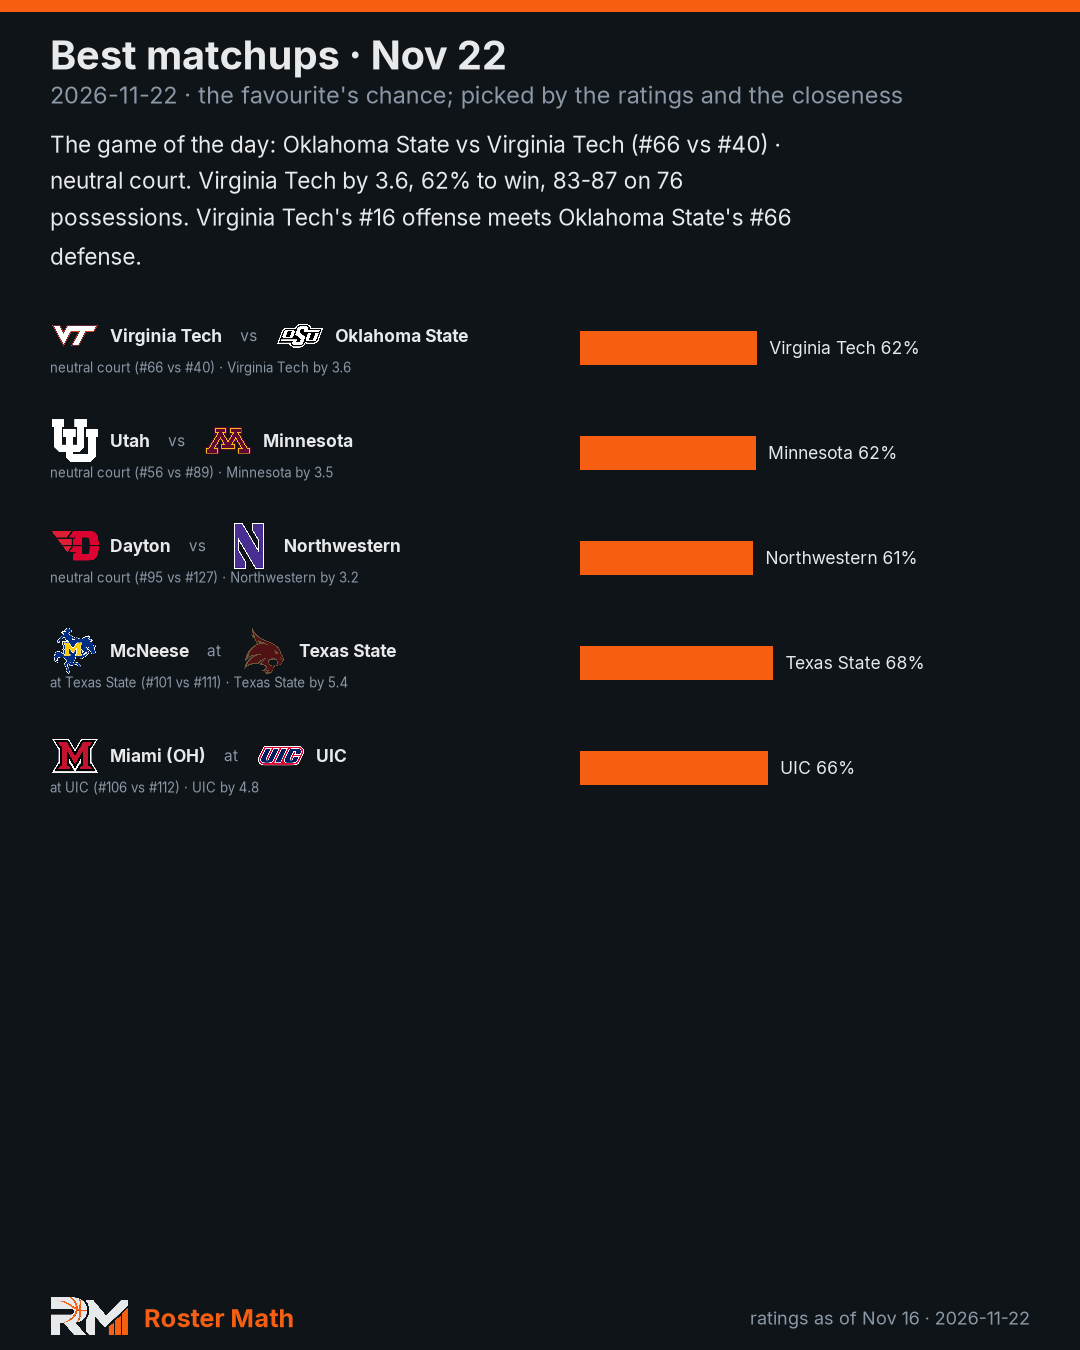 Best matchups · Nov 22
2026-11-22 · the favourite's chance; picked by the ratings and the closeness
The game of the day: Oklahoma State vs Virginia Tech (#66 vs #40) ·
neutral court. Virginia Tech by 3.6, 62% to win, 83-87 on 76
possessions. Virginia Tech's #16 offense meets Oklahoma State's #66
defense.
VT Virginia Tech vs OSU Oklahoma State
neutral court (#66 vs #40) · Virginia Tech by 3.6
Virginia Tech 62%
U Utah vs M Minnesota
neutral court (#56 vs #89) · Minnesota by 3.5
Minnesota 62%
D Dayton vs N Northwestern
neutral court (#95 vs #127) · Northwestern by 3.2
Northwestern 61%
M McNeese at Texas State
at Texas State (#101 vs #111) · Texas State by 5.4
Texas State 68%
M Miami (OH) at UIC UIC
at UIC (#106 vs #112) · UIC by 4.8
UIC 66%
RM Roster Math
ratings as of Nov 16 · 2026-11-22